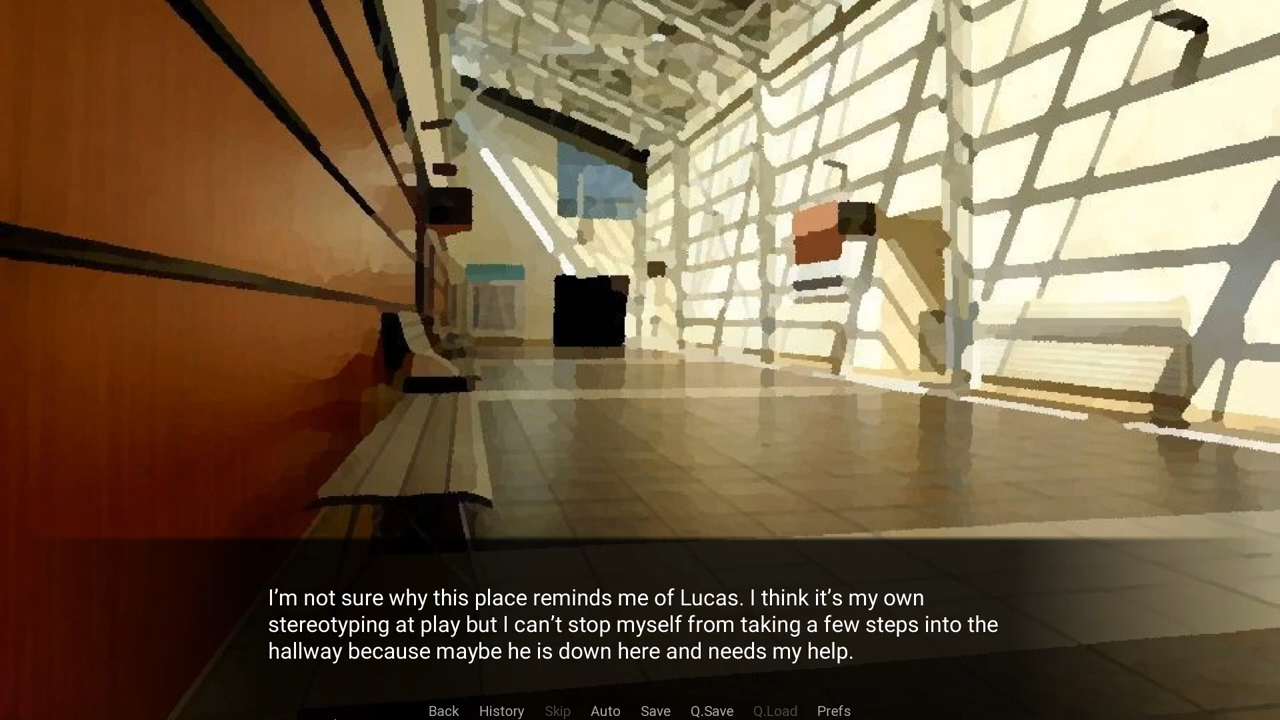 I’m not sure why this place reminds me of Lucas. I think it’s my own
stereotyping at play but I can’t stop myself from taking a few steps into the
hallway because maybe he is down here and needs my help.
Back History Skip Auto Save Q.Save Q.Load Prefs